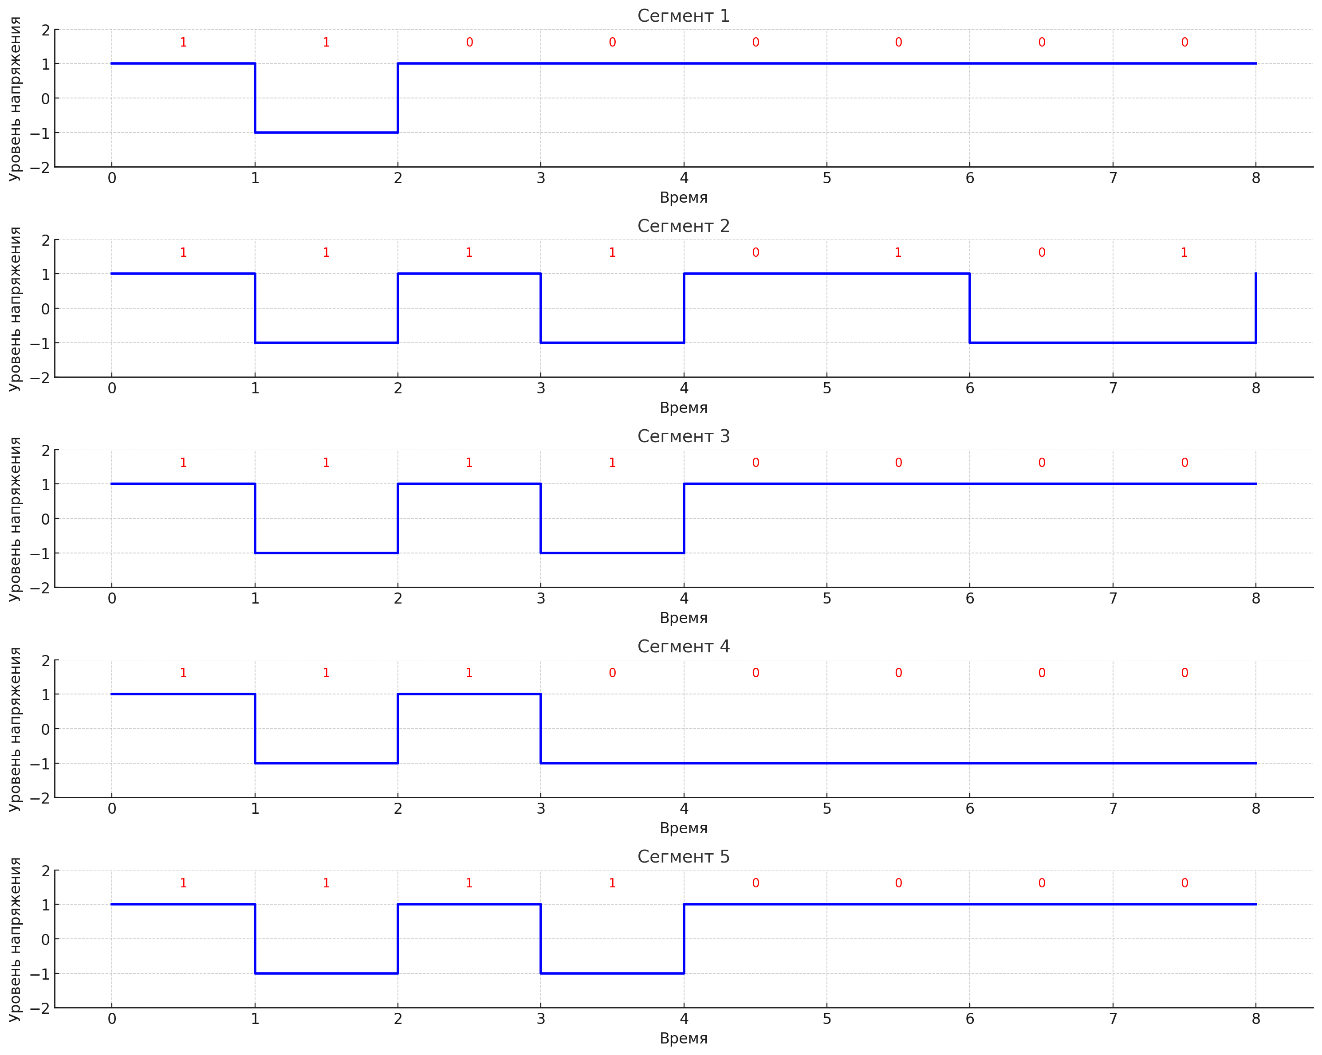 Сегмент 1
1 1 0 0 0 0 0 0
Уровень напряжения
2
1
0
−1
−2
0 1 2 3 4 5 6 7 8
Время
Сегмент 2
1 1 1 1 0 1 0 1
Уровень напряжения
2
1
0
−1
−2
0 1 2 3 4 5 6 7 8
Время
Сегмент 3
1 1 1 1 0 0 0 0
Уровень напряжения
2
1
0
−1
−2
0 1 2 3 4 5 6 7 8
Время
Сегмент 4
1 1 1 0 0 0 0 0
Уровень напряжения
2
1
0
−1
−2
0 1 2 3 4 5 6 7 8
Время
Сегмент 5
1 1 1 1 0 0 0 0
Уровень напряжения
2
1
0
−1
−2
0 1 2 3 4 5 6 7 8
Время